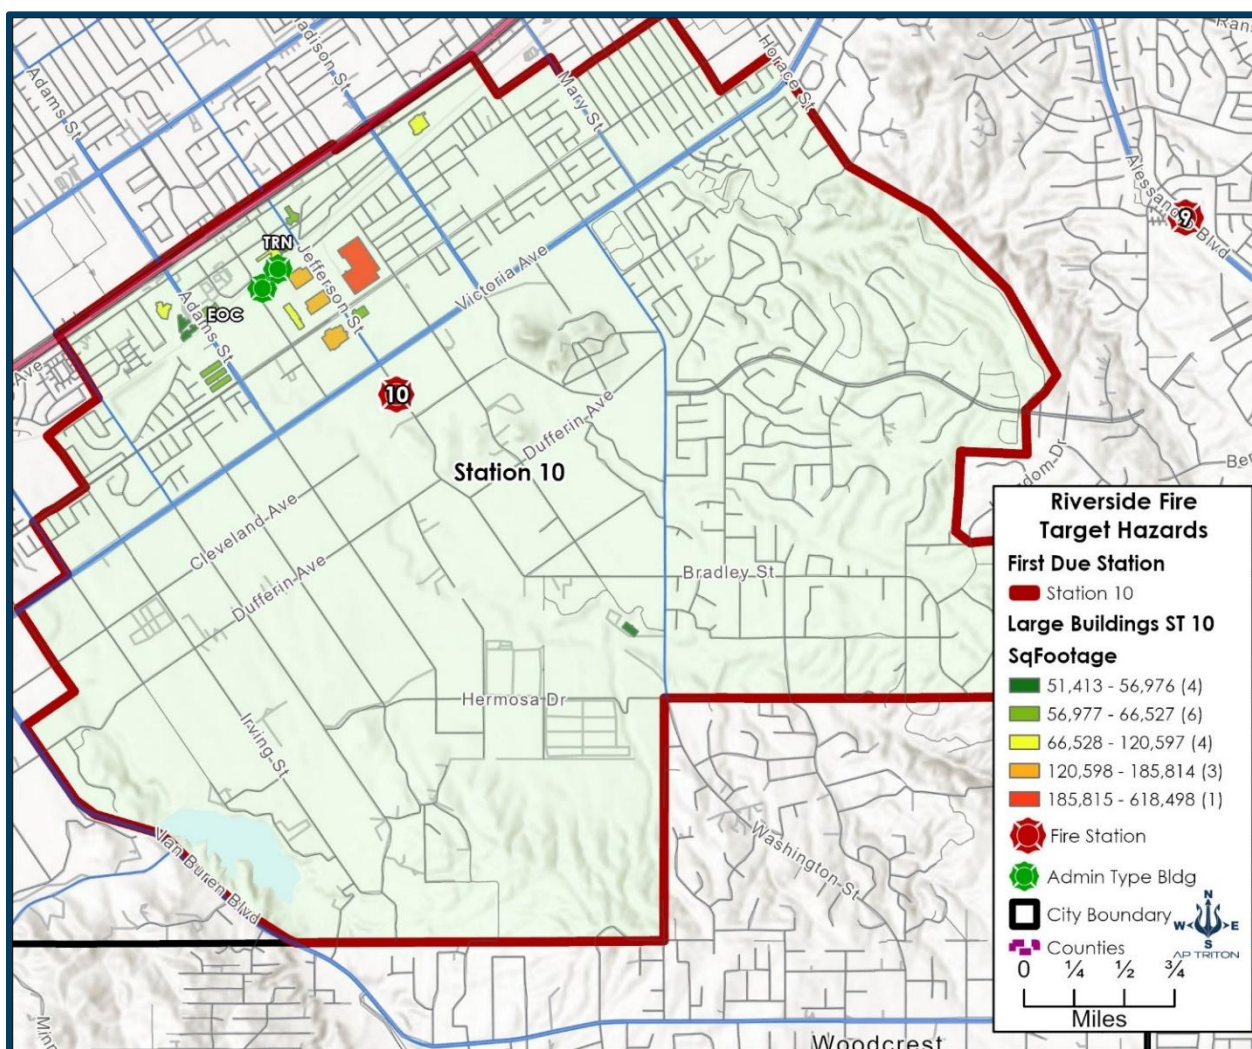 Adams St
Madison St
Mary St
Horace St
Alessandro Blvd
9
TRN
Jefferson St
EOC
Adams St
Victoria Ave
Ave
10
Dufferin Ave
Station 10
Cleveland Ave
Dufferin Ave
Bradley St
Hermosa Dr
Irving St
Van Buren Blvd
Washington St
Woodcrest
Riverside Fire
Target Hazards
First Due Station
Station 10
Large Buildings ST 10
SqFootage
51,413 - 56,976 (4)
56,977 - 66,527 (6)
66,528 - 120,597 (4)
120,598 - 185,814 (3)
185,815 - 618,498 (1)
Fire Station
Admin Type Bldg
City Boundary
Counties
N
W E
S
AP TRITON
0 ¼ ½ ¾
Miles